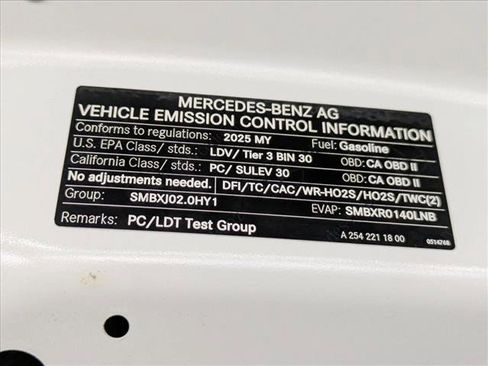 MERCEDES-BENZ AG
VEHICLE EMISSION CONTROL INFORMATION
Conforms to regulations: 2025 MY Fuel: Gasoline
U.S. EPA Class/ stds.: LDV/ Tier 3 BIN 30 OBD: CA OBD II
California Class/ stds.: PC/ SULEV 30 OBD: CA OBD II
No adjustments needed. DFI/TC/CAC/WR-HO2S/HO2S/TWC(2)
Group: SMBXJ02.0HY1 EVAP: SMBXR0140LNB
Remarks: PC/LDT Test Group A 254 221 18 00